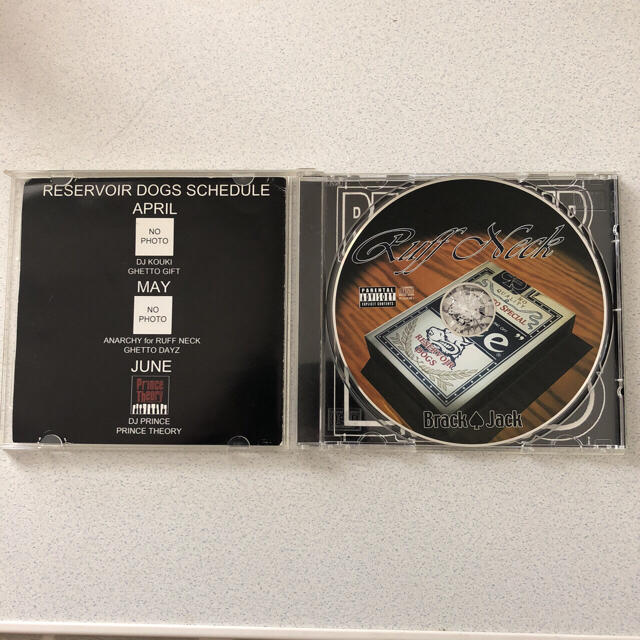 RESERVOIR DOGS SCHEDULE
APRIL
NO
PHOTO
DJ KOUKI
GHETTO GIFT
MAY
NO
PHOTO
ANARCHY for RUFF NECK
GHETTO DAYZ
JUNE
Prince
Theory
DJ PRINCE
PRINCE THEORY
Ruff Neck
PARENTAL
ADVISORY
EXPLICIT CONTENT
SPECIAL
e"
RESERVOIR
DOGS
Brack♠Jack